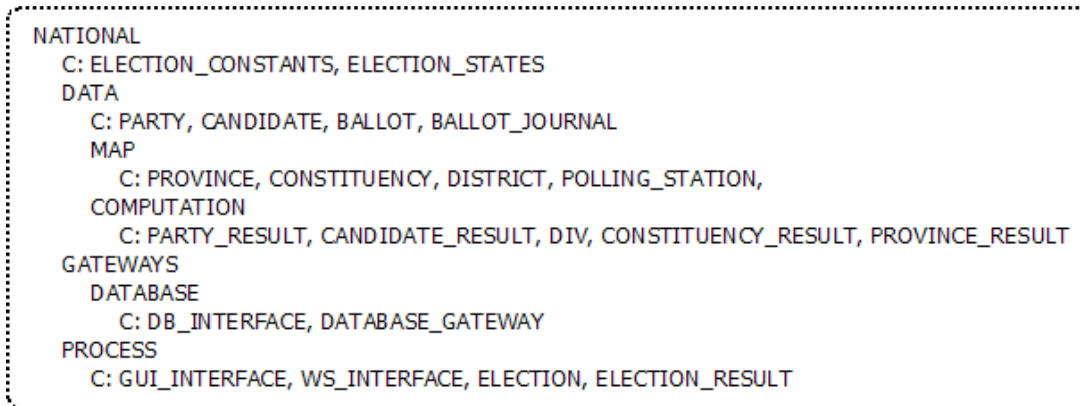 NATIONAL
C: ELECTION_CONSTANTS, ELECTION_STATES
DATA
C: PARTY, CANDIDATE, BALLOT, BALLOT_JOURNAL
MAP
C: PROVINCE, CONSTITUENCY, DISTRICT, POLLING_STATION,
COMPUTATION
C: PARTY_RESULT, CANDIDATE_RESULT, DIV, CONSTITUENCY_RESULT, PROVINCE_RESULT
GATEWAYS
DATABASE
C: DB_INTERFACE, DATABASE_GATEWAY
PROCESS
C: GUI_INTERFACE, WS_INTERFACE, ELECTION, ELECTION_RESULT